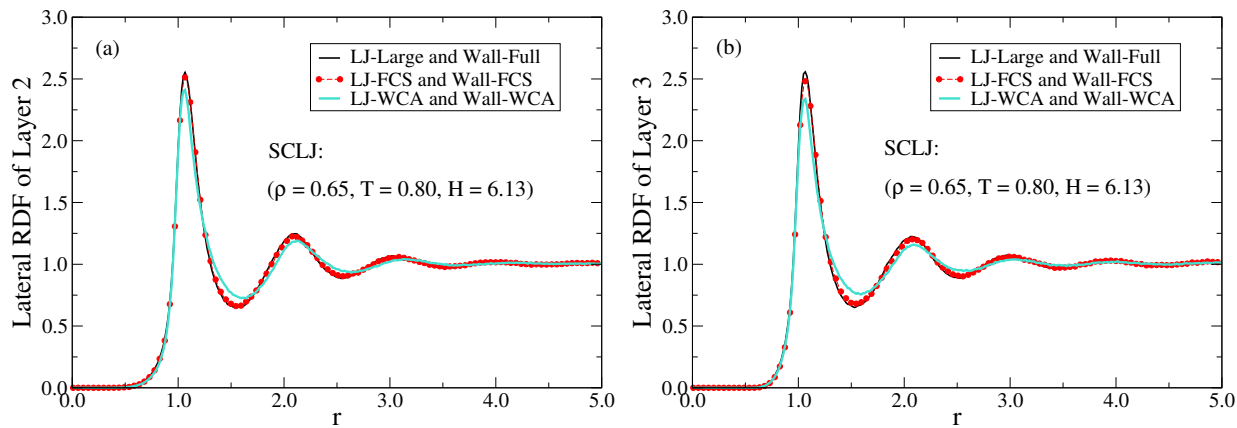 3.0
2.5
2.0
1.5
1.0
0.5
0.0
Lateral RDF of Layer 2
(a)
LJ-Large and Wall-Full
LJ-FCS and Wall-FCS
LJ-WCA and Wall-WCA
SCLJ:
(ρ = 0.65, T = 0.80, H = 6.13)
0.0 1.0 2.0 3.0 4.0 5.0
r
3.0
2.5
2.0
1.5
1.0
0.5
0.0
Lateral RDF of Layer 3
(b)
LJ-Large and Wall-Full
LJ-FCS and Wall-FCS
LJ-WCA and Wall-WCA
SCLJ:
(ρ = 0.65, T = 0.80, H = 6.13)
0.0 1.0 2.0 3.0 4.0 5.0
r